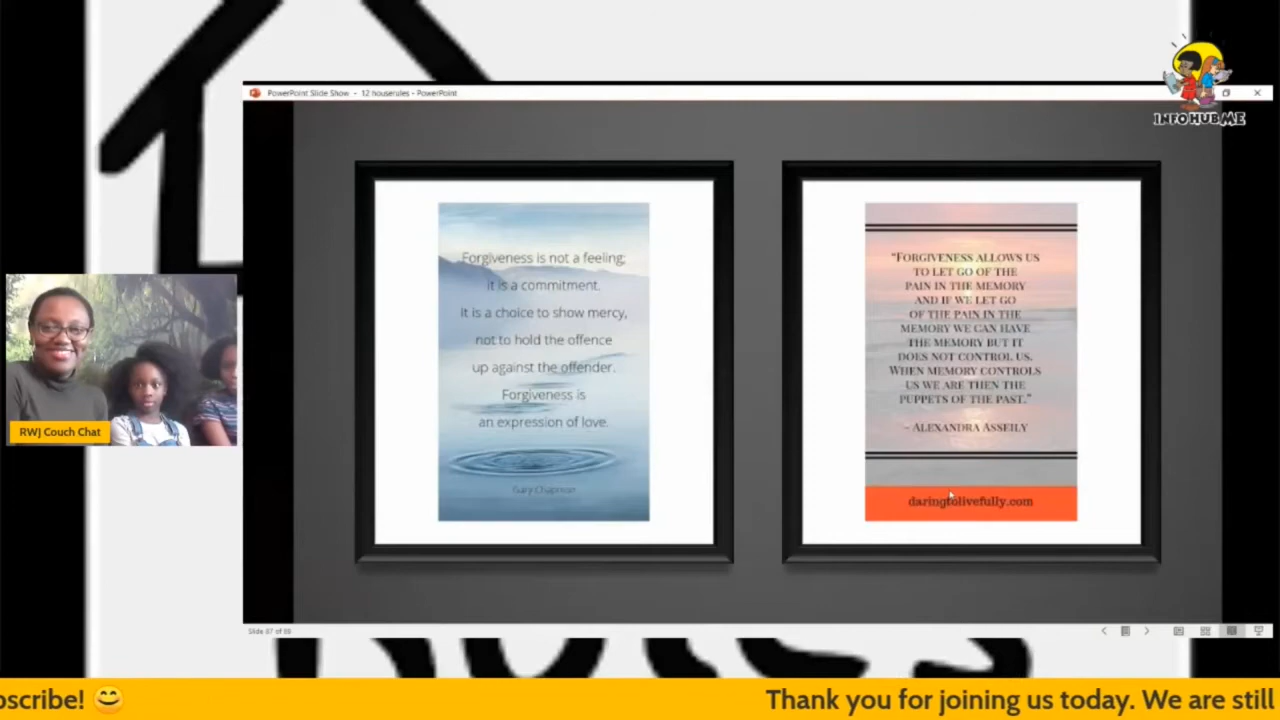 PowerPoint Slide Show - 12 houserules - PowerPoint
INFO HUB ME
Forgiveness is not a feeling;
it is a commitment.
It is a choice to show mercy,
not to hold the offence
up against the offender.
Forgiveness is
an expression of love.
Gary Chapman
"FORGIVENESS ALLOWS US
TO LET GO OF THE
PAIN IN THE MEMORY
AND IF WE LET GO
OF THE PAIN IN THE
MEMORY WE CAN HAVE
THE MEMORY BUT IT
DOES NOT CONTROL US.
WHEN MEMORY CONTROLS
US WE ARE THEN THE
PUPPETS OF THE PAST."
- ALEXANDRA ASSEILY
daringtolivefully.com
RWJ Couch Chat
Rules
scribe! 😊
Thank you for joining us today. We are still